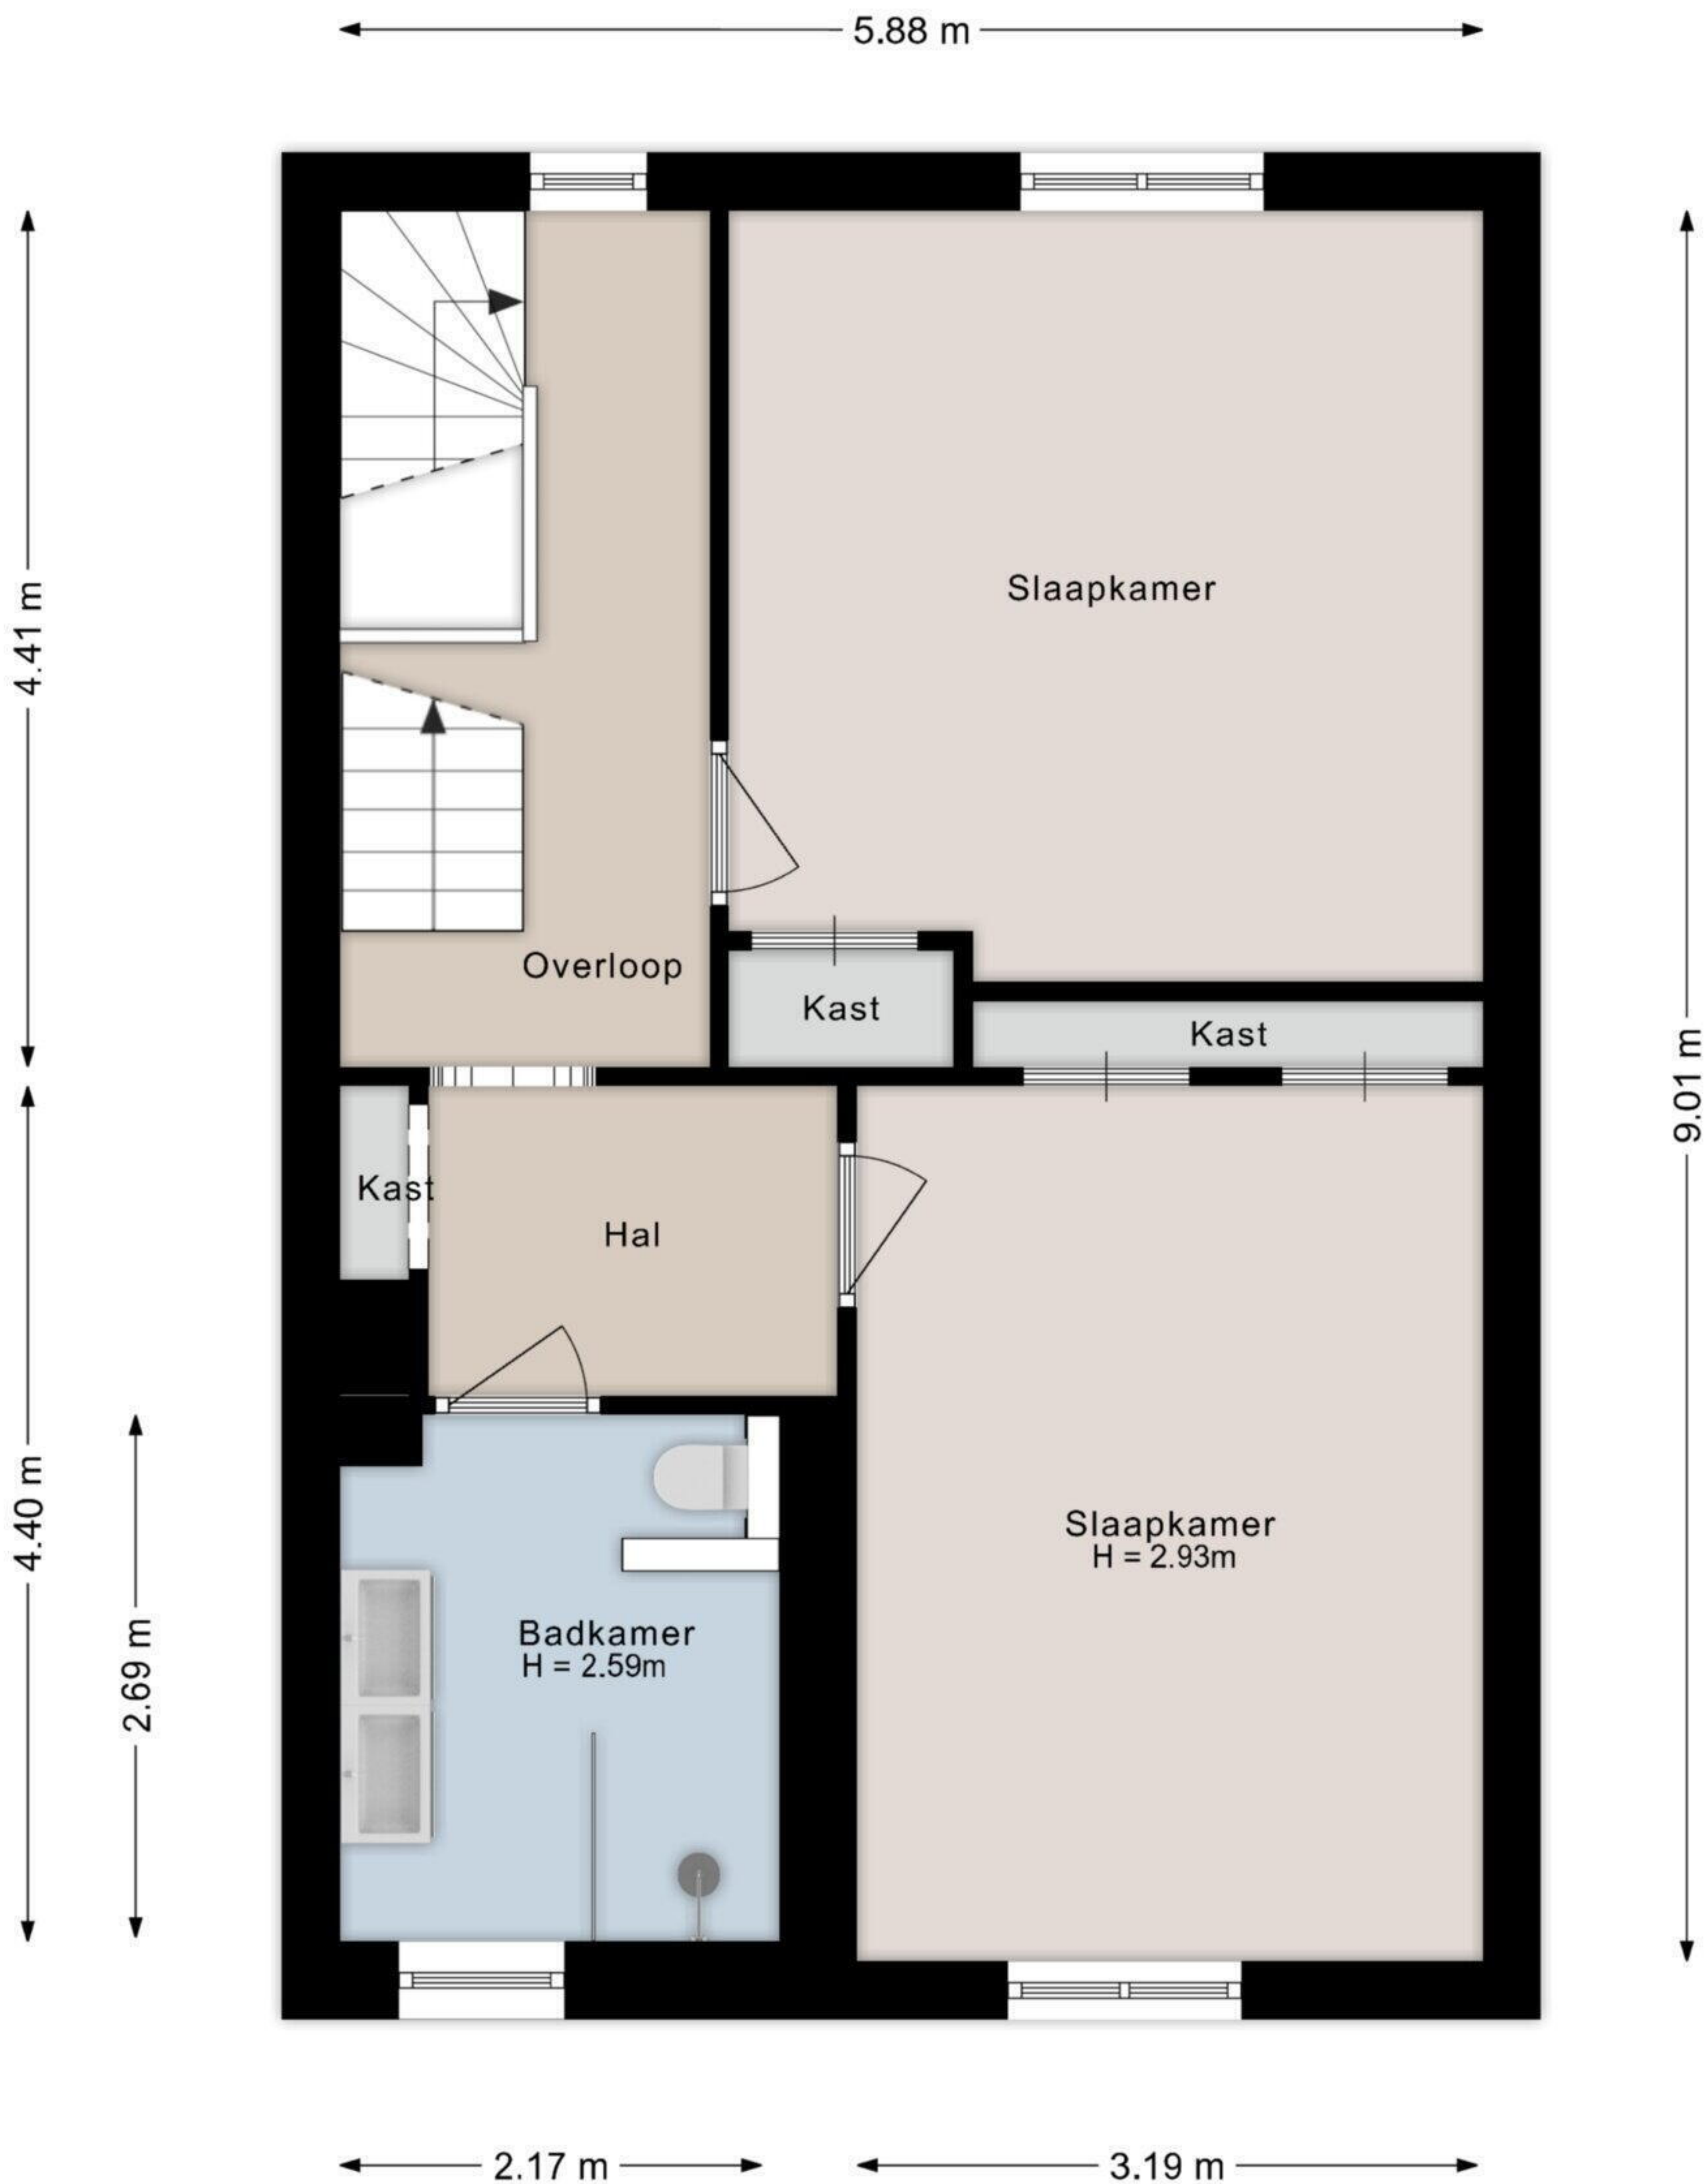 5.88 m
4.41 m
Slaapkamer
Overloop
Kast
Kast
9.01 m
Kast
Hal
4.40 m
2.69 m
Slaapkamer
H = 2.93m
Badkamer
H = 2.59m
2.17 m
3.19 m